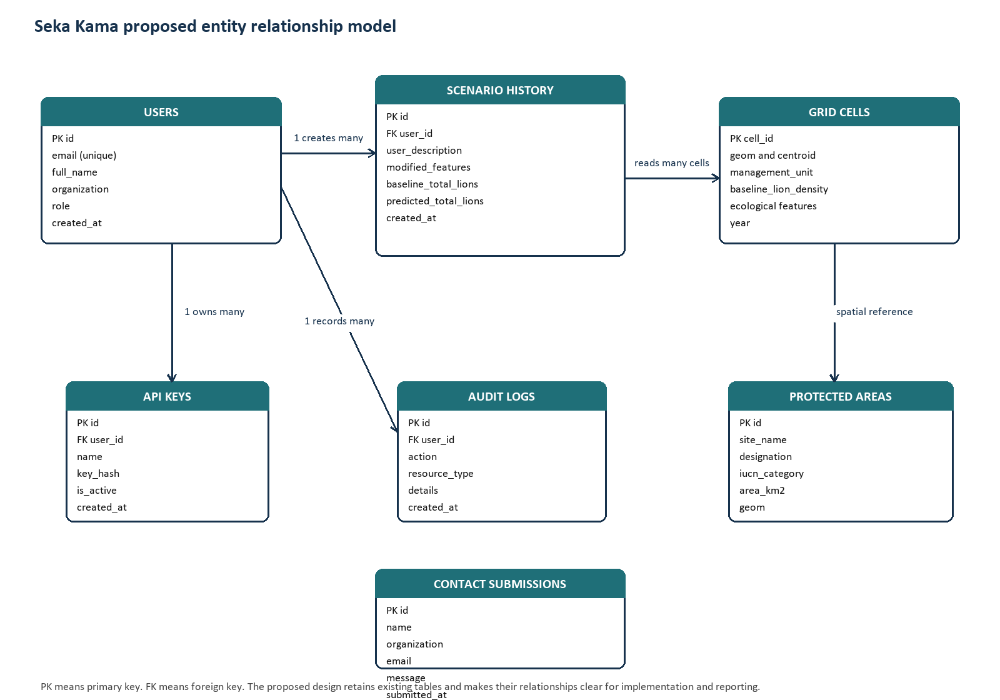 Seka Kama proposed entity relationship model
USERS
PK id
email (unique)
full_name
organization
role
created_at
1 creates many
SCENARIO HISTORY
PK id
FK user_id
user_description
modified_features
baseline_total_lions
predicted_total_lions
created_at
reads many cells
GRID CELLS
PK cell_id
geom and centroid
management_unit
baseline_lion_density
ecological features
year
1 owns many
1 records many
spatial reference
API KEYS
PK id
FK user_id
name
key_hash
is_active
created_at
AUDIT LOGS
PK id
FK user_id
action
resource_type
details
created_at
PROTECTED AREAS
PK id
site_name
designation
iucn_category
area_km2
geom
CONTACT SUBMISSIONS
PK id
name
organization
email
message
submitted_at
PK means primary key. FK means foreign key. The proposed design retains existing tables and makes their relationships clear for implementation and reporting.